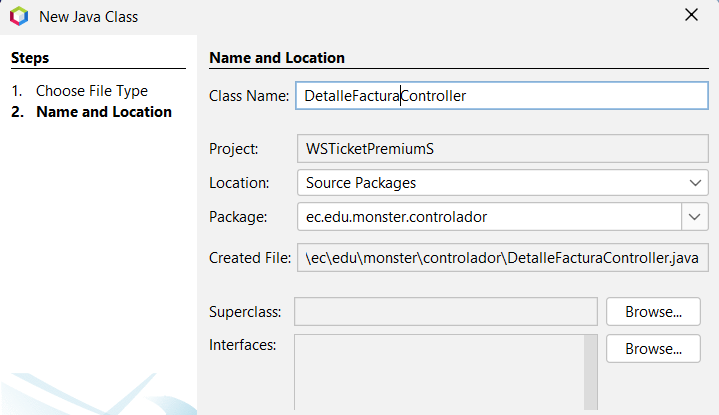 New Java Class
Steps
1. Choose File Type
2. Name and Location
Name and Location
Class Name: DetalleFacturaController
Project: WSTicketPremiumS
Location: Source Packages
Package: ec.edu.monster.controlador
Created File: \ec\edu\monster\controlador\DetalleFacturaController.java
Superclass: Browse...
Interfaces: Browse...